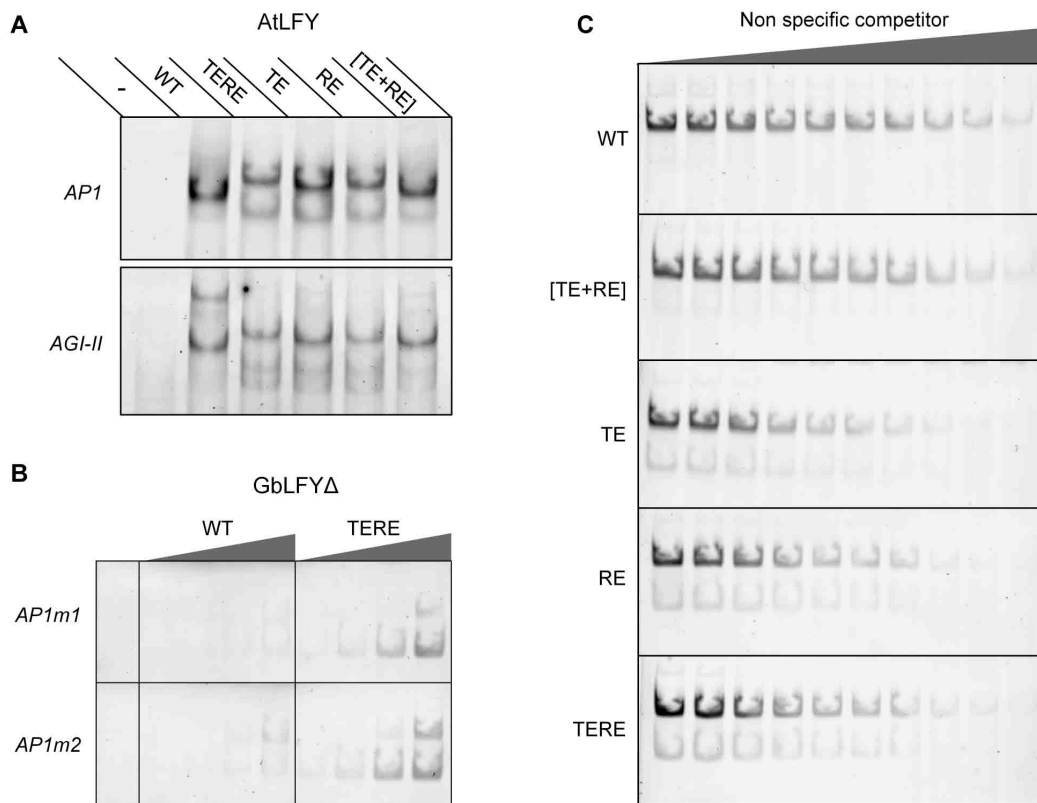 A
AtLFY
-
WT
TERE
TE
RE
[TE+RE]
AP1
AGI-II
B
GbLFYΔ
WT
TERE
AP1m1
AP1m2
C
Non specific competitor
WT
[TE+RE]
TE
RE
TERE